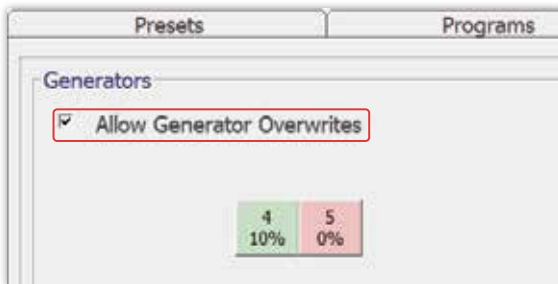 Presets Programs
Generators
Allow Generator Overwrites
4 5
10% 0%